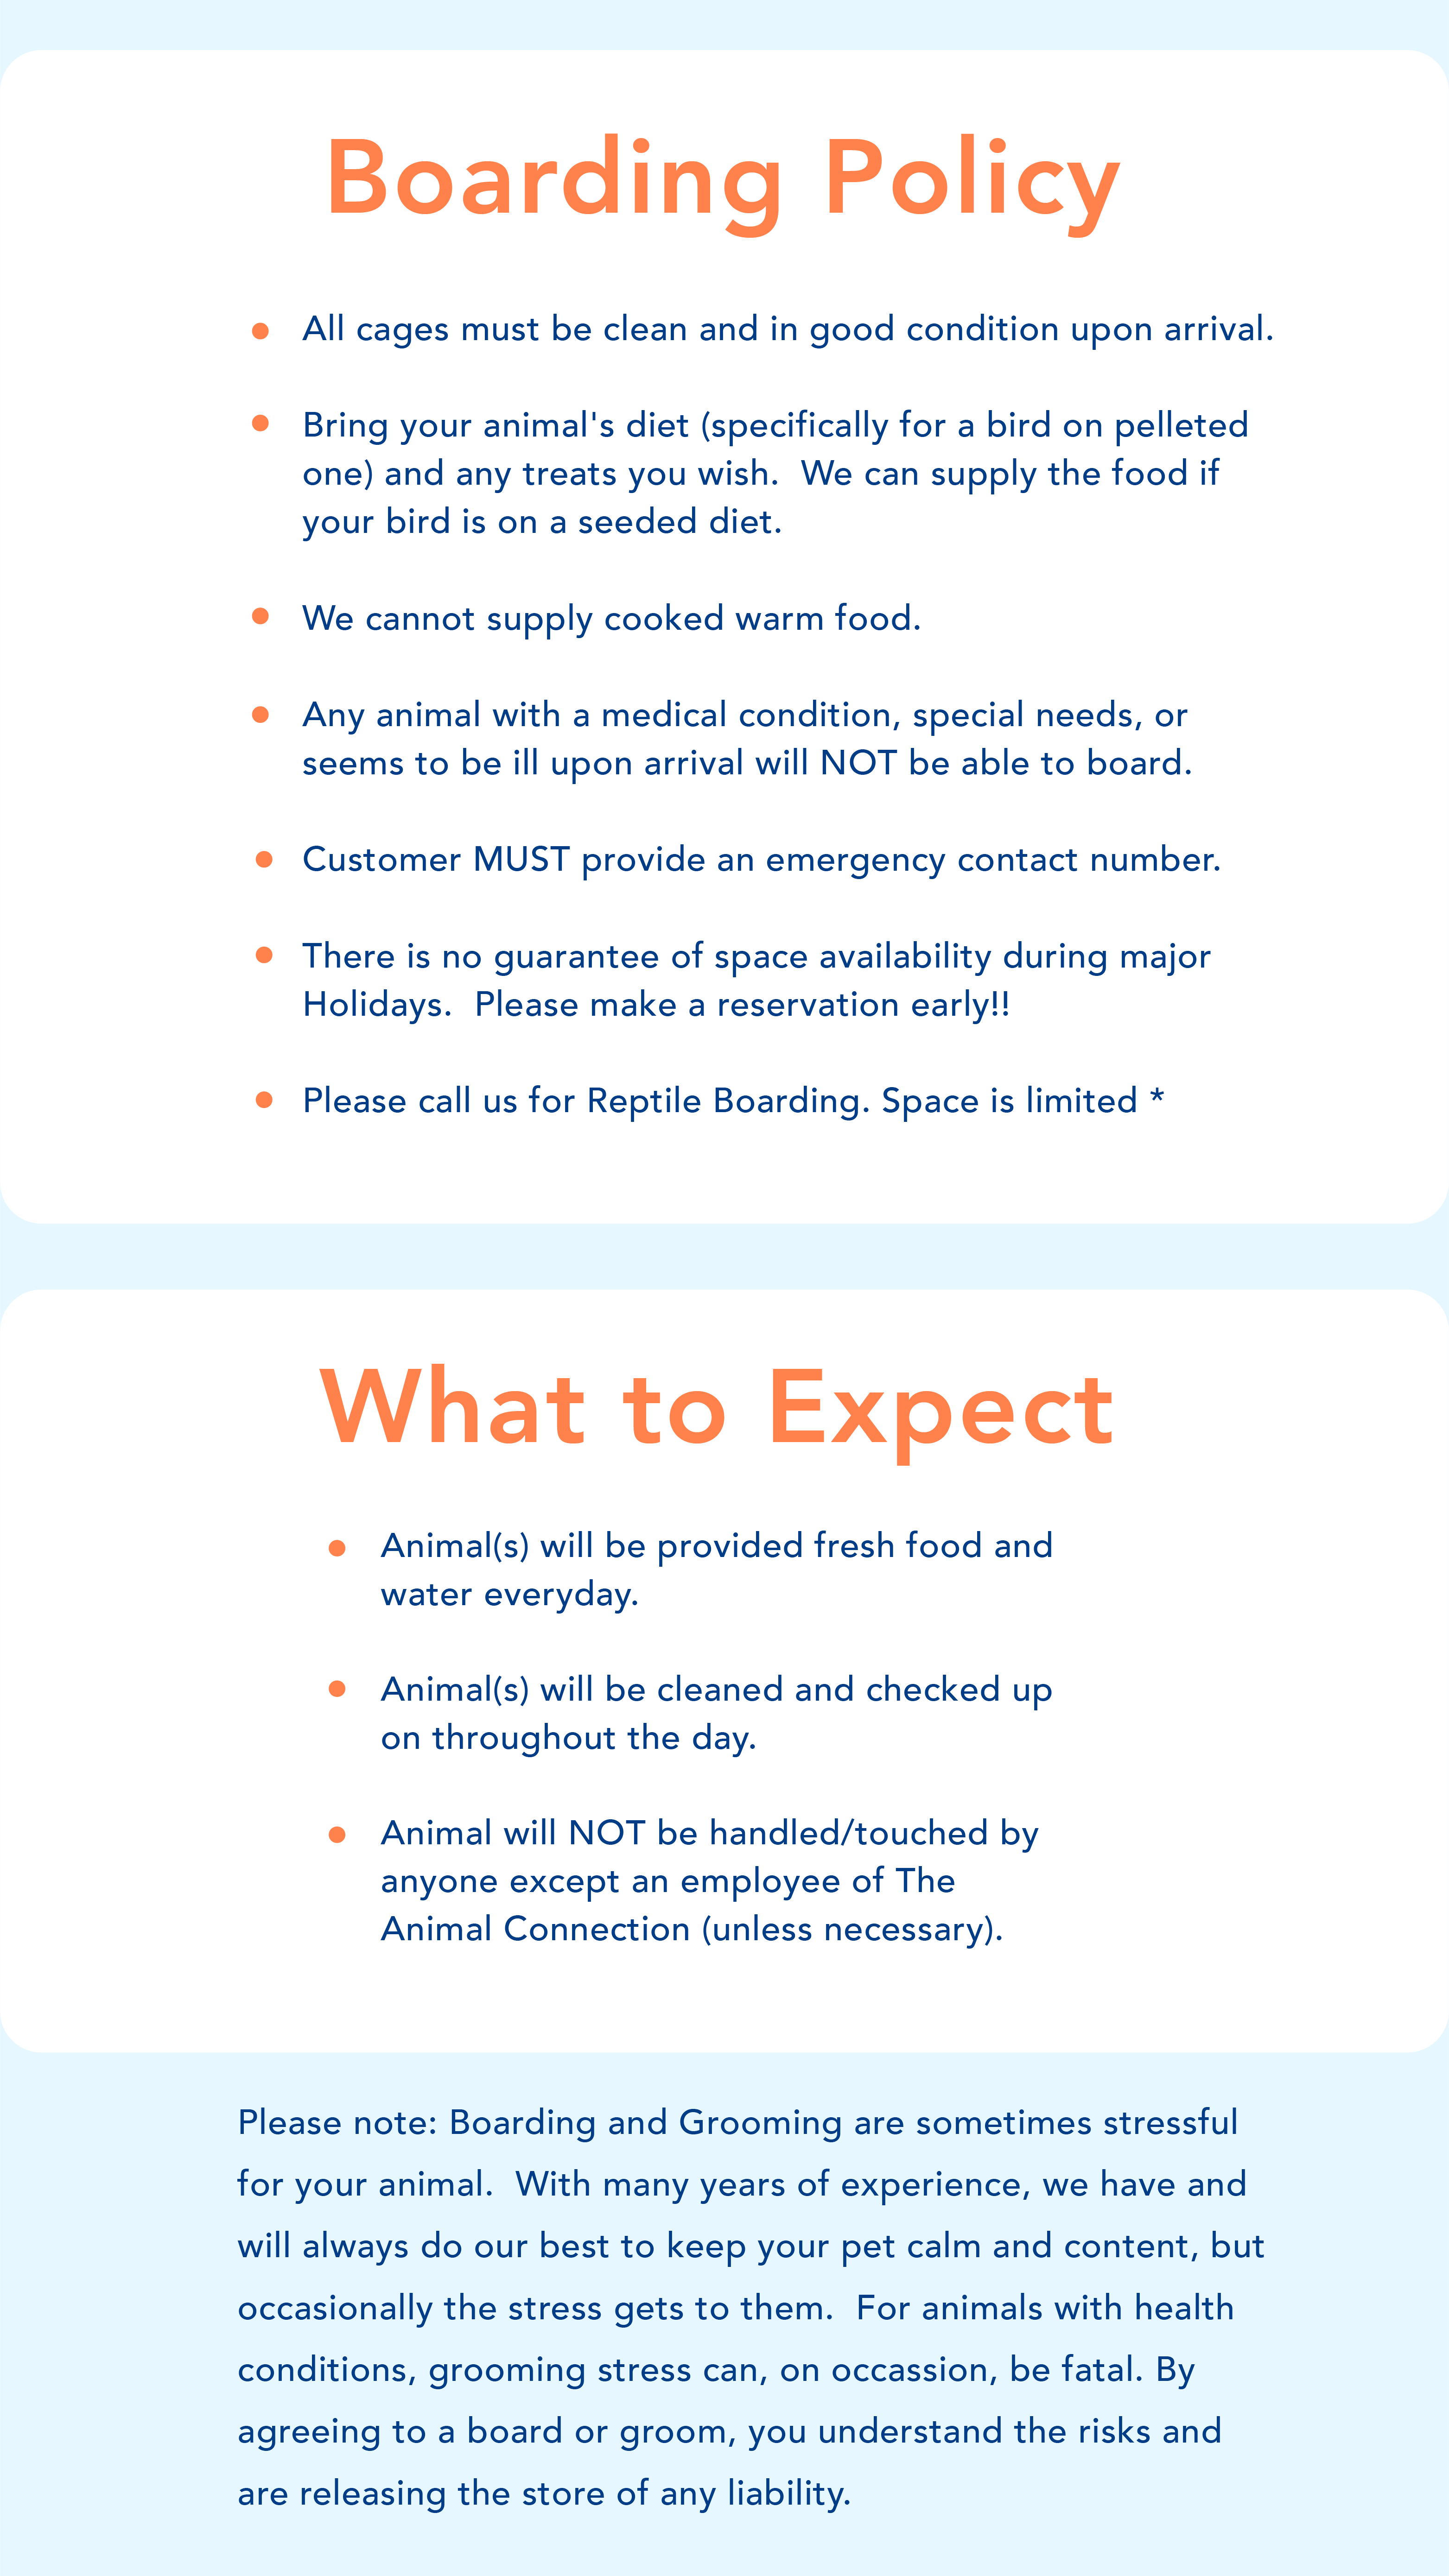 Boarding Policy
All cages must be clean and in good condition upon arrival.
Bring your animal's diet (specifically for a bird on pelleted
one) and any treats you wish.  We can supply the food if
your bird is on a seeded diet.
We cannot supply cooked warm food.
Any animal with a medical condition, special needs, or
seems to be ill upon arrival will NOT be able to board.
Customer MUST provide an emergency contact number.
There is no guarantee of space availability during major
Holidays.  Please make a reservation early!!
Please call us for Reptile Boarding. Space is limited *
What to Expect
Animal(s) will be provided fresh food and
water everyday.
Animal(s) will be cleaned and checked up
on throughout the day.
Animal will NOT be handled/touched by
anyone except an employee of The
Animal Connection (unless necessary).
Please note: Boarding and Grooming are sometimes stressful
for your animal.  With many years of experience, we have and
will always do our best to keep your pet calm and content, but
occasionally the stress gets to them.  For animals with health
conditions, grooming stress can, on occassion, be fatal. By
agreeing to a board or groom, you understand the risks and
are releasing the store of any liability.